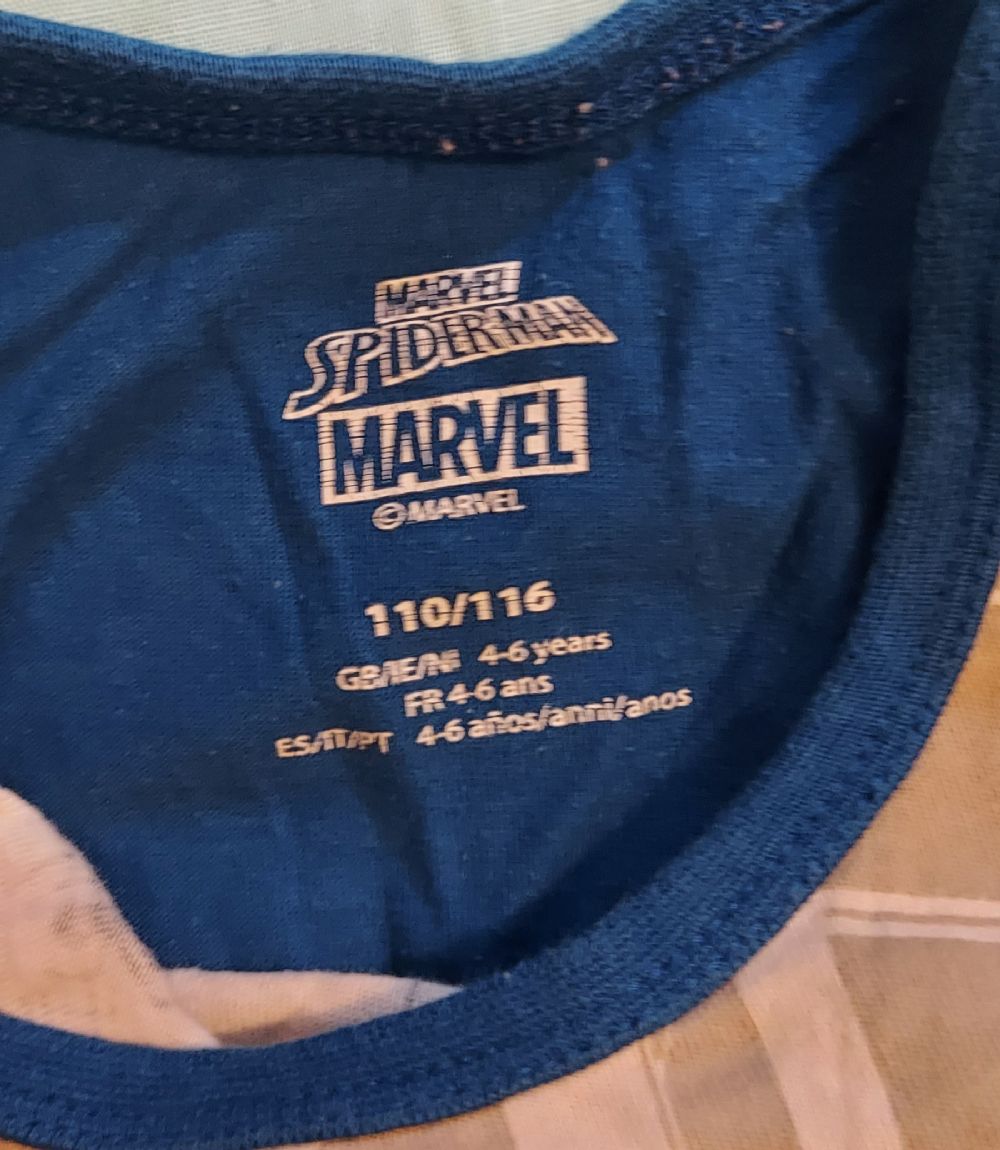 MARVEL
SPIDER-MAN
MARVEL
©MARVEL
110/116
GB/IE/NI 4-6 years
FR 4-6 ans
ES/IT/PT 4-6 años/anni/anos